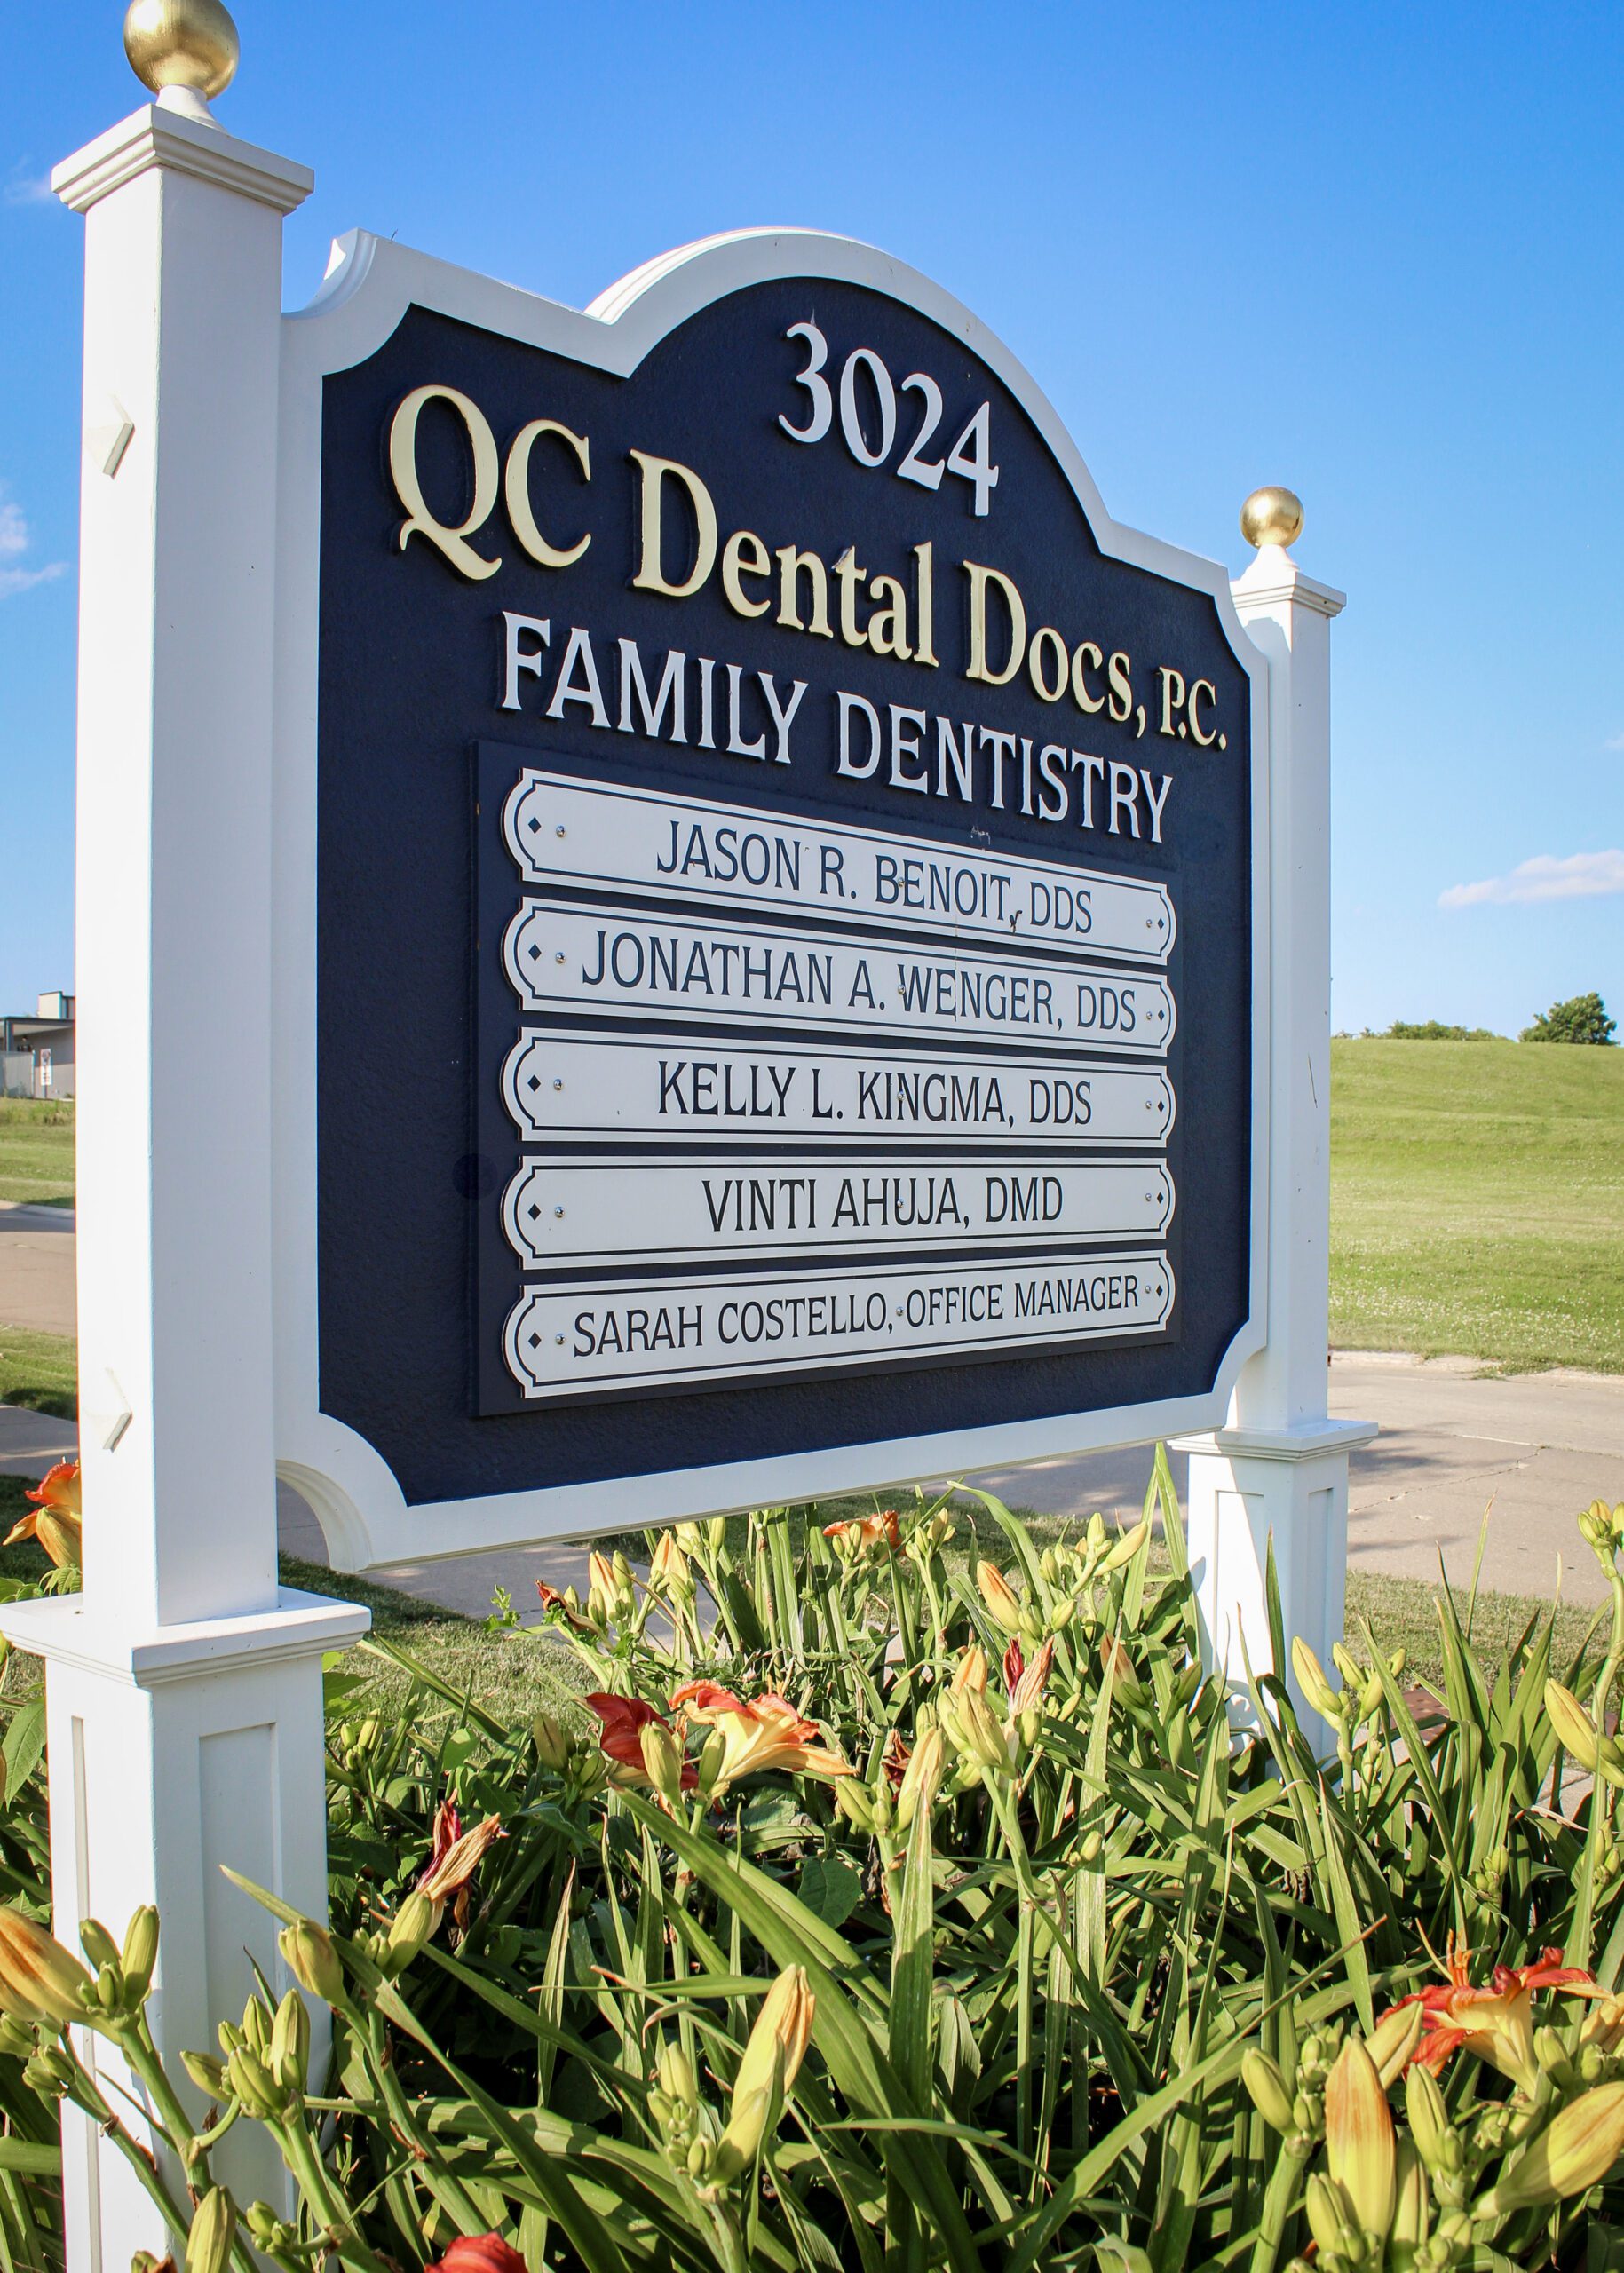 3024
QC Dental Docs, P.C.
FAMILY DENTISTRY
JASON R. BENOIT, DDS
JONATHAN A. WENGER, DDS
KELLY L. KINGMA, DDS
VINTI AHUJA, DMD
SARAH COSTELLO, OFFICE MANAGER